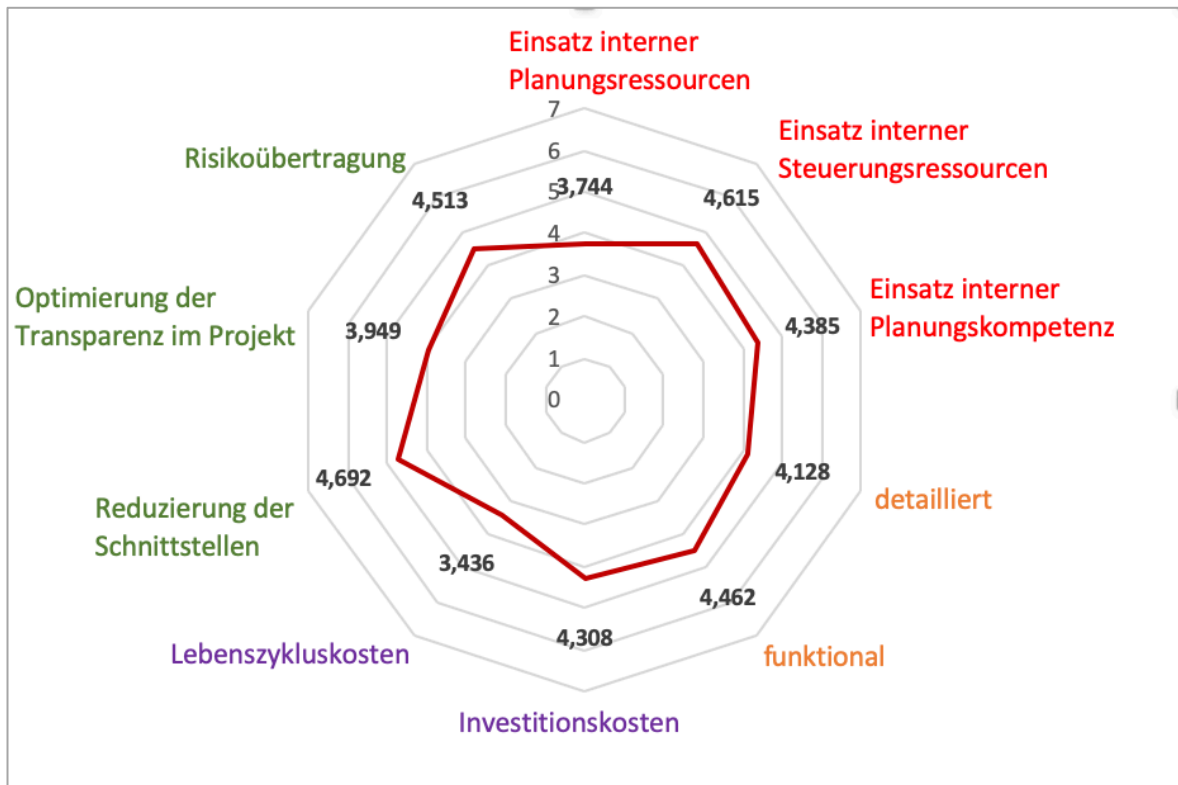 Einsatz interner
Planungsressourcen
7
Einsatz interner
Steuerungsressourcen
6
Risikoübertragung
5
3,744
4,615
4,513
4
Einsatz interner
Planungskompetenz
4,385
3
Optimierung der
Transparenz im Projekt
3,949
2
1
0
4,692
4,128
detailliert
Reduzierung der
Schnittstellen
3,436
4,462
4,308
Lebenszykluskosten
funktional
Investitionskosten